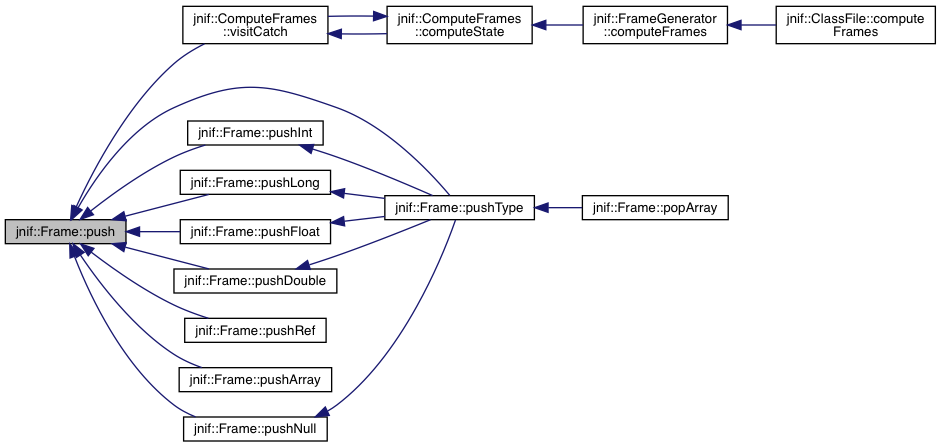 jnif::ComputeFrames
::visitCatch
jnif::ComputeFrames
::computeState
jnif::FrameGenerator
::computeFrames
jnif::ClassFile::compute
Frames
jnif::Frame::pushInt
jnif::Frame::pushLong
jnif::Frame::pushType
jnif::Frame::popArray
jnif::Frame::push
jnif::Frame::pushFloat
jnif::Frame::pushDouble
jnif::Frame::pushRef
jnif::Frame::pushArray
jnif::Frame::pushNull